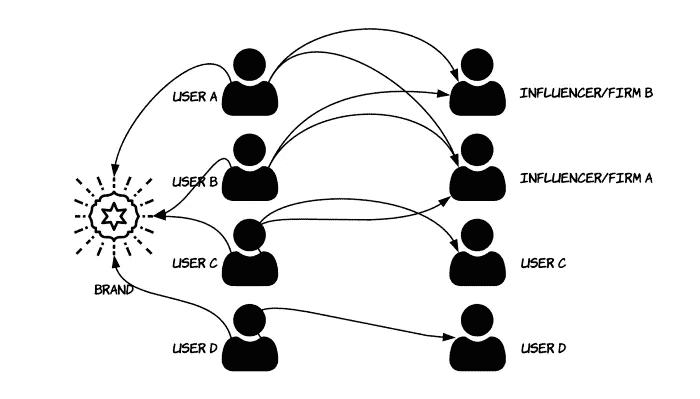 USER A
INFLUENCER/FIRM B
USER B
INFLUENCER/FIRM A
USER C
USER C
BRAND
USER D
USER D